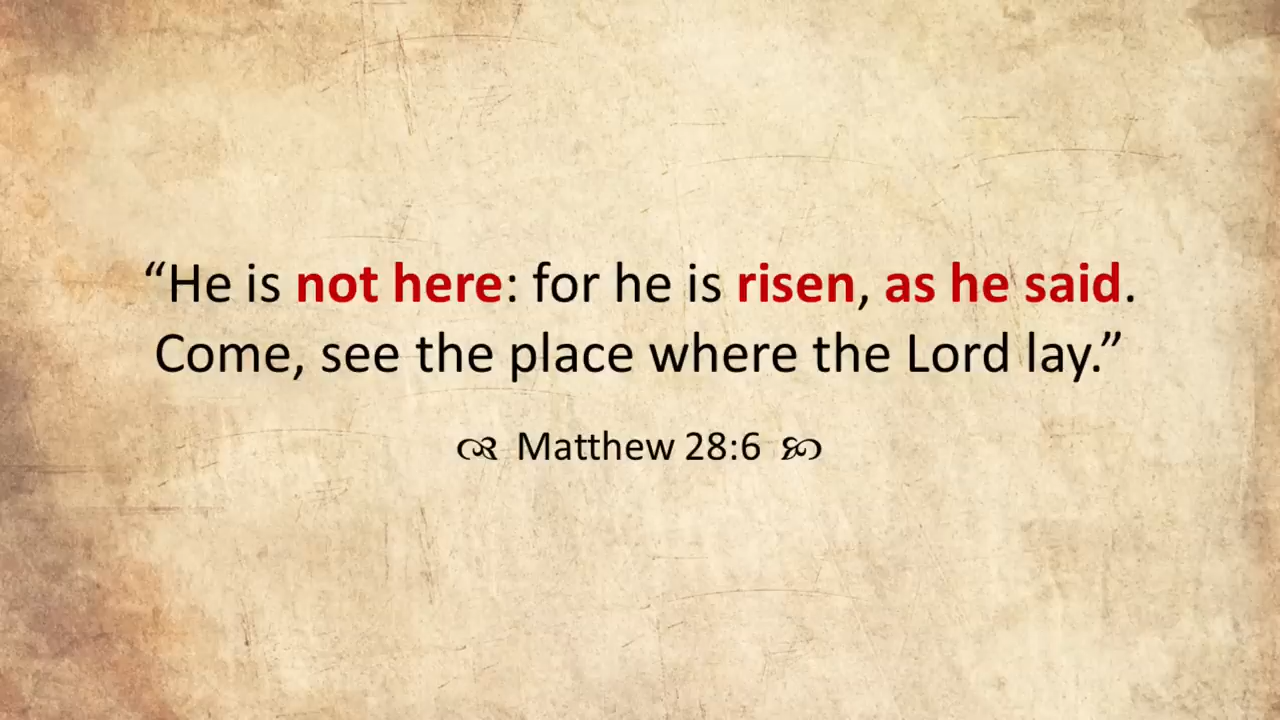 “He is not here: for he is risen, as he said.
Come, see the place where the Lord lay.”
Matthew 28:6